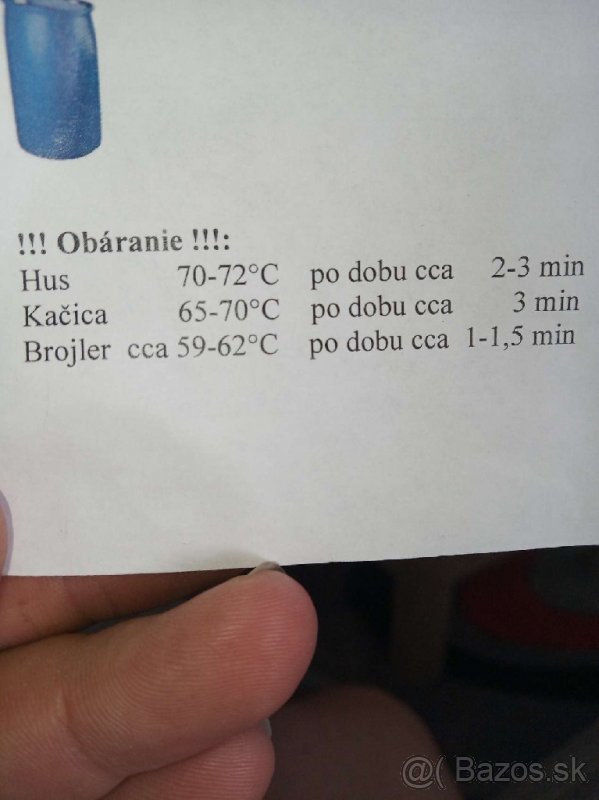 !!! Obáranie !!!:
Hus 70-72°C po dobu cca 2-3 min
Kačica 65-70°C po dobu cca 3 min
Brojler cca 59-62°C po dobu cca 1-1,5 min
@( Bazos.sk